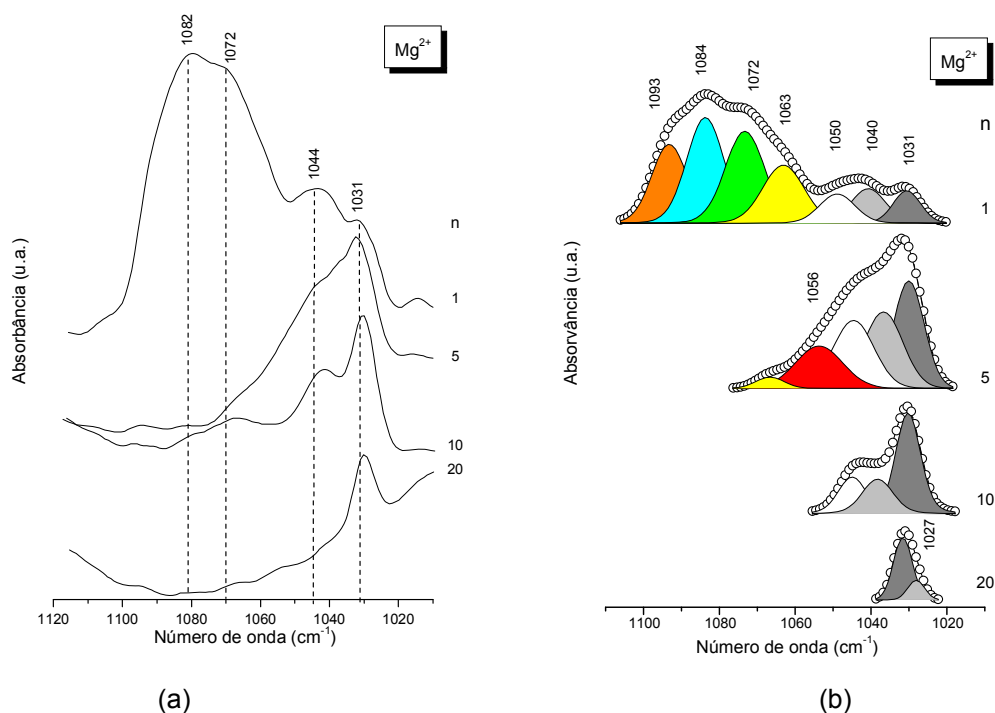 1082
1072
1044
1031
Mg²⁺
n
1
5
10
20
Absorbância (u.a.)
1120 1100 1080 1060 1040 1020
Número de onda (cm⁻¹)
(a)
1093
1084
1072
1063
1050
1040
1031
Mg²⁺
n
1
1056
5
10
1027
20
Absorvância (u.a.)
1100 1080 1060 1040 1020
Número de onda (cm⁻¹)
(b)